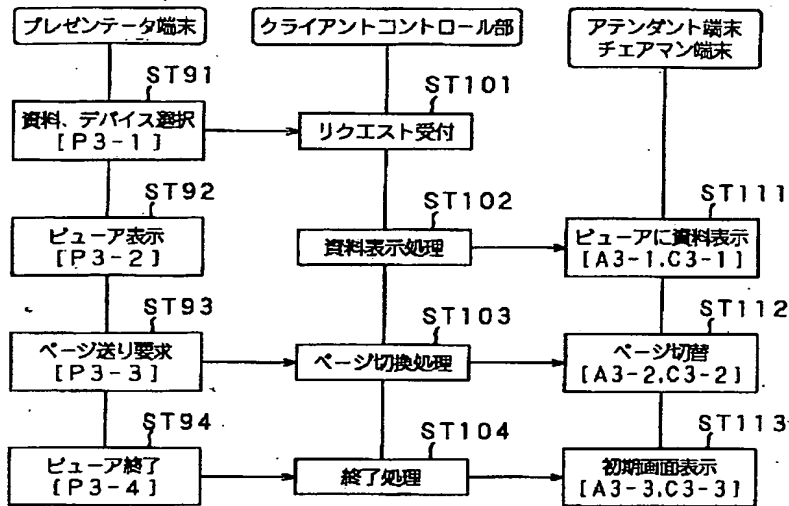 プレゼンテータ端末
クライアントコントロール部
アテンダント端末
チェアマン端末
ST91
資料、デバイス選択
[P3-1]
ST101
リクエスト受付
ST92
ビューア表示
[P3-2]
ST102
資料表示処理
ST111
ビューアに資料表示
[A3-1.C3-1]
ST93
ページ送り要求
[P3-3]
ST103
ページ切換処理
ST112
ページ切替
[A3-2.C3-2]
ST94
ビューア終了
[P3-4]
ST104
終了処理
ST113
初期画面表示
[A3-3.C3-3]